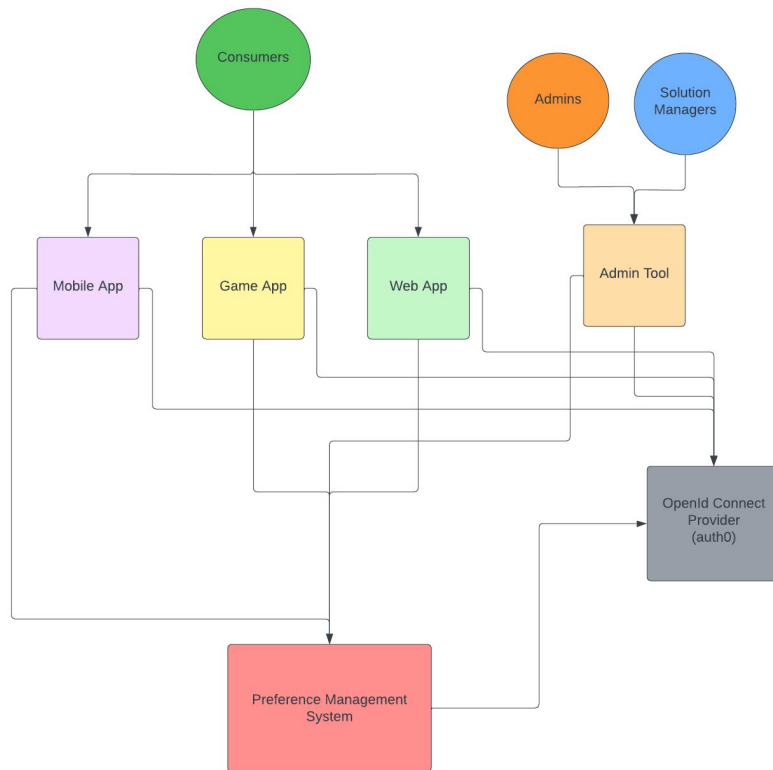 Consumers
Admins
Solution
Managers
Mobile App
Game App
Web App
Admin Tool
OpenId Connect
Provider
(auth0)
Preference Management
System